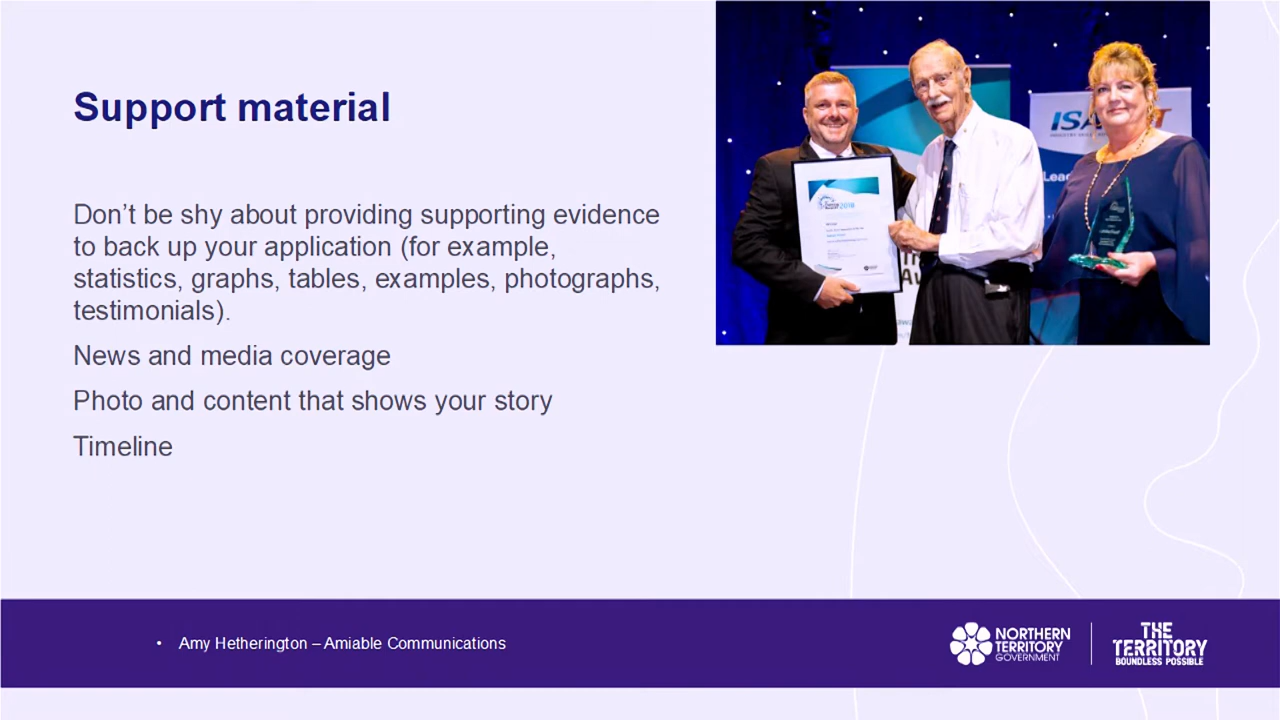 Support material
Don’t be shy about providing supporting evidence
to back up your application (for example,
statistics, graphs, tables, examples, photographs,
testimonials).
News and media coverage
Photo and content that shows your story
Timeline
2018
• Amy Hetherington – Amiable Communications
NORTHERN
TERRITORY
GOVERNMENT
THE
TERRITORY
BOUNDLESS POSSIBLE